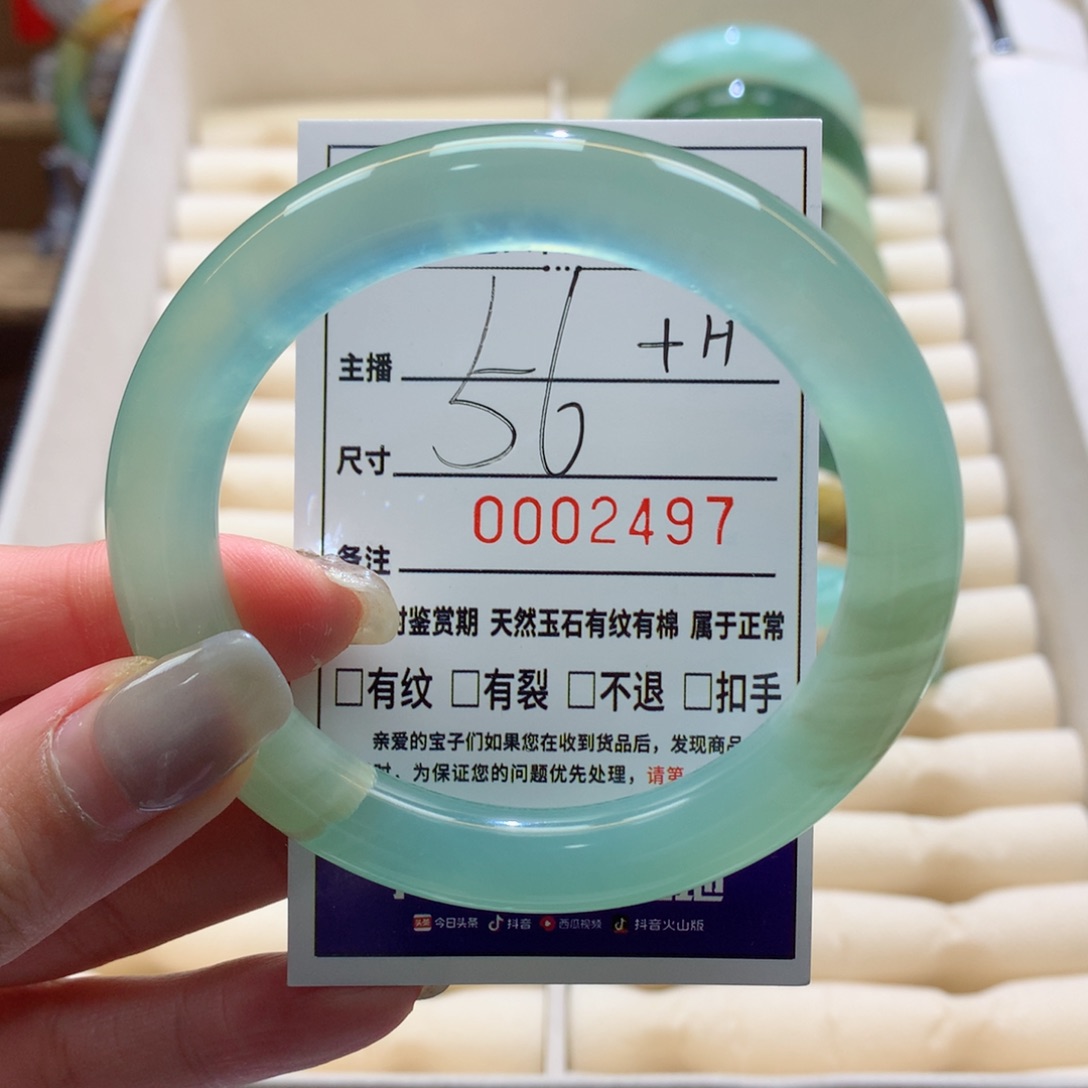 56 +H
主播
尺寸
0002497
备注
时鉴赏期 天然玉石有纹有棉 属于正常
□有纹 □有裂 □不退 □扣手
亲爱的宝子们如果您在收到货品后，发现商品
时，为保证您的问题优先处理，请第
头条 今日头条 抖音 西瓜视频 抖音火山版